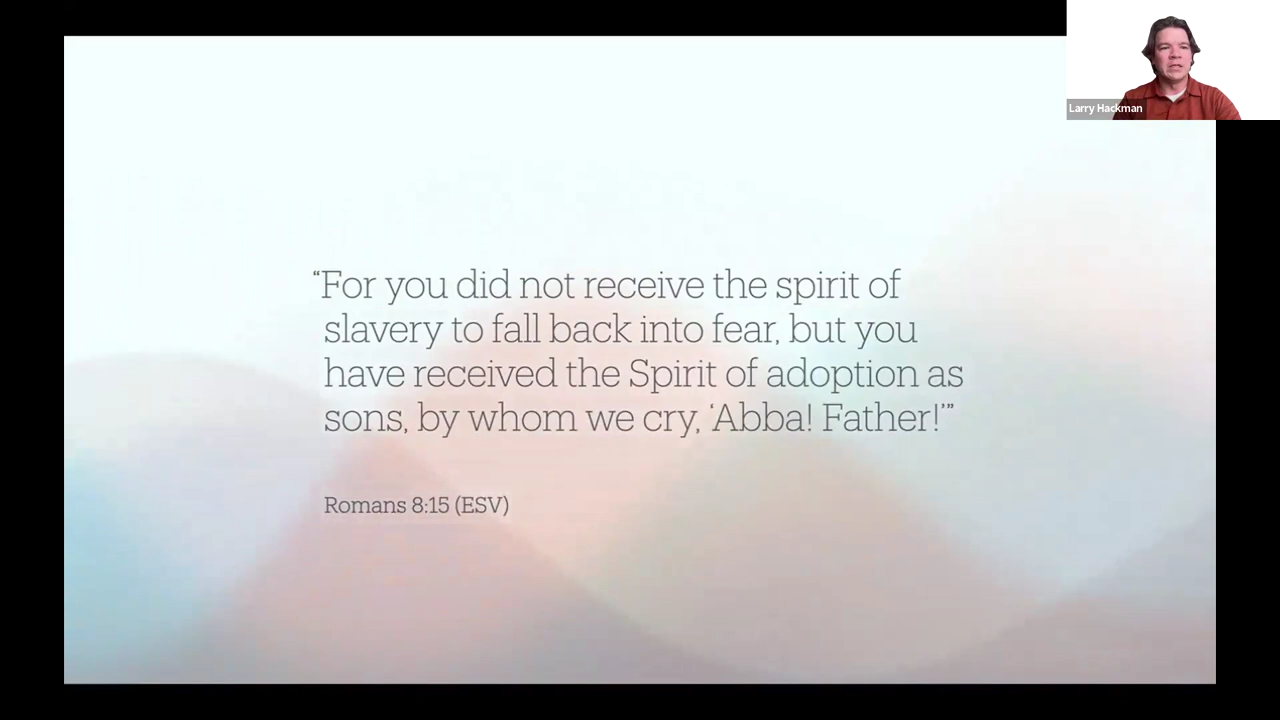 Larry Hackman
“For you did not receive the spirit of
slavery to fall back into fear, but you
have received the Spirit of adoption as
sons, by whom we cry, ‘Abba! Father!’”
Romans 8:15 (ESV)